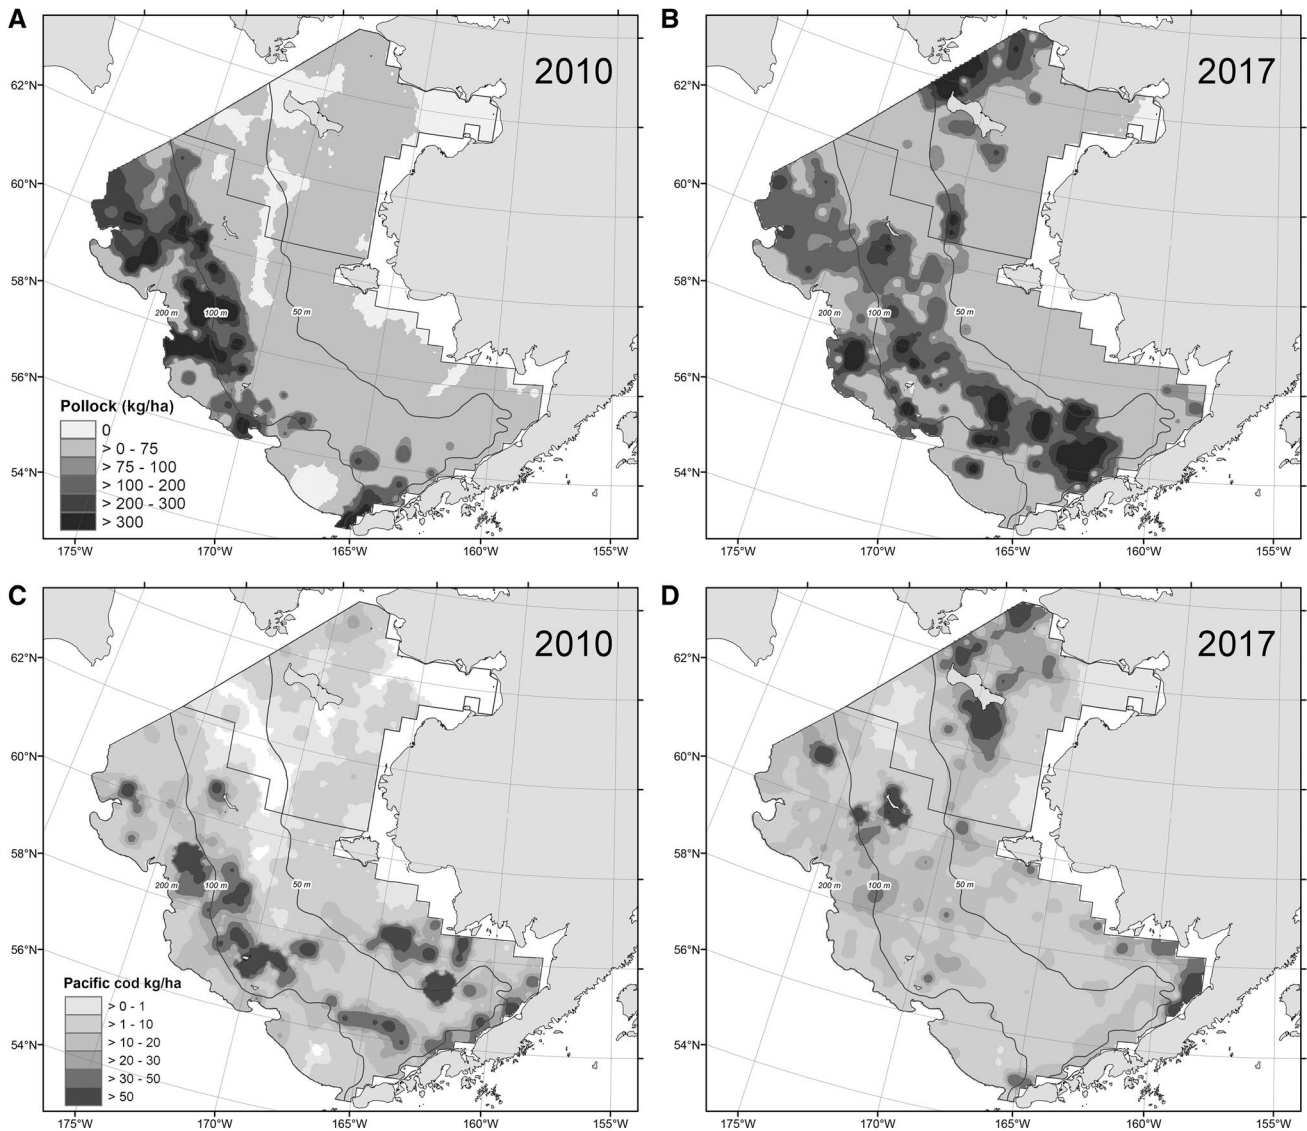 A
2010
62°N
60°N
58°N
56°N
54°N
200 m
100 m
50 m
Pollock (kg/ha)
0
> 0 - 75
> 75 - 100
> 100 - 200
> 200 - 300
> 300
175°W
170°W
165°W
160°W
155°W
B
2017
62°N
60°N
58°N
56°N
54°N
200 m
100 m
50 m
175°W
170°W
165°W
160°W
155°W
C
2010
62°N
60°N
58°N
56°N
54°N
200 m
100 m
50 m
Pacific cod kg/ha
> 0 - 1
> 1 - 10
> 10 - 20
> 20 - 30
> 30 - 50
> 50
175°W
170°W
165°W
160°W
155°W
D
2017
62°N
60°N
58°N
56°N
54°N
200 m
100 m
50 m
175°W
170°W
165°W
160°W
155°W